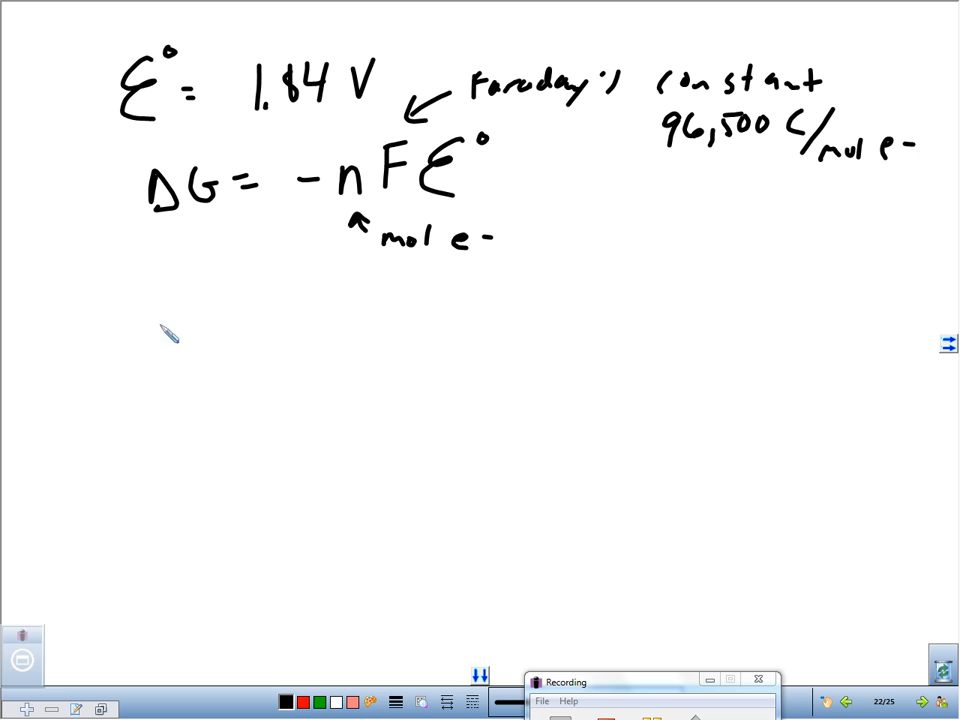 ℰ° = 1.84 V
Faraday's constant
96,500 C/mol e-
ΔG = -nFℰ°
mol e-
Recording
File Help
22/25